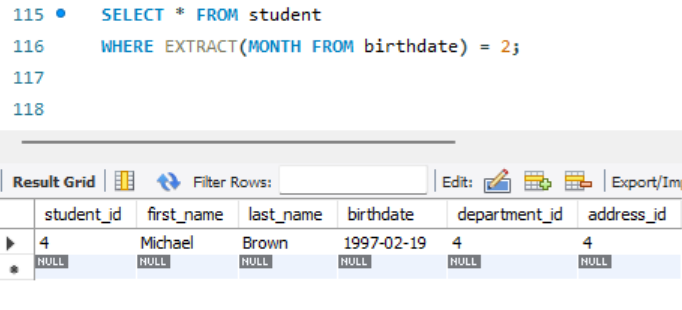 115 SELECT * FROM student
116 WHERE EXTRACT(MONTH FROM birthdate) = 2;
117
118
Result Grid Filter Rows: Edit: Export/Im
student_id first_name last_name birthdate department_id address_id
4 Michael Brown 1997-02-19 4 4
NULL NULL NULL NULL NULL NULL